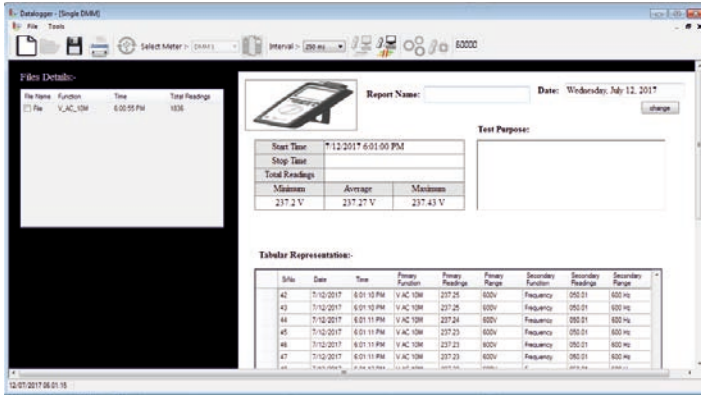 Datalogger - [Single DMM]
File Tools
Select Meter :- DMM1 Interval :- 250 ms 60000
Files Details:-
File Name Function Time Total Readings
File V_AC_10M 6:00:55 PM 1836
Report Name: Date: Wednesday, July 12, 2017
change
Test Purpose:
Start Time 7/12/2017 6:01:00 PM
Stop Time
Total Readings
Minimum Average Maximum
237.2 V 237.27 V 237.43 V
Tabular Representation:-
SrNo Date Time Primary Function Primary Readings Primary Range Secondary Function Secondary Readings Secondary Range
42 7/12/2017 6:01:10 PM V AC 10M 237.25 600V Frequency 050.01 600 Hz
43 7/12/2017 6:01:10 PM V AC 10M 237.25 600V Frequency 050.01 600 Hz
44 7/12/2017 6:01:11 PM V AC 10M 237.24 600V Frequency 050.01 600 Hz
45 7/12/2017 6:01:11 PM V AC 10M 237.23 600V Frequency 050.01 600 Hz
46 7/12/2017 6:01:11 PM V AC 10M 237.23 600V Frequency 050.01 600 Hz
47 7/12/2017 6:01:11 PM V AC 10M 237.23 600V Frequency 050.01 600 Hz
12/07/2017 06:01:15